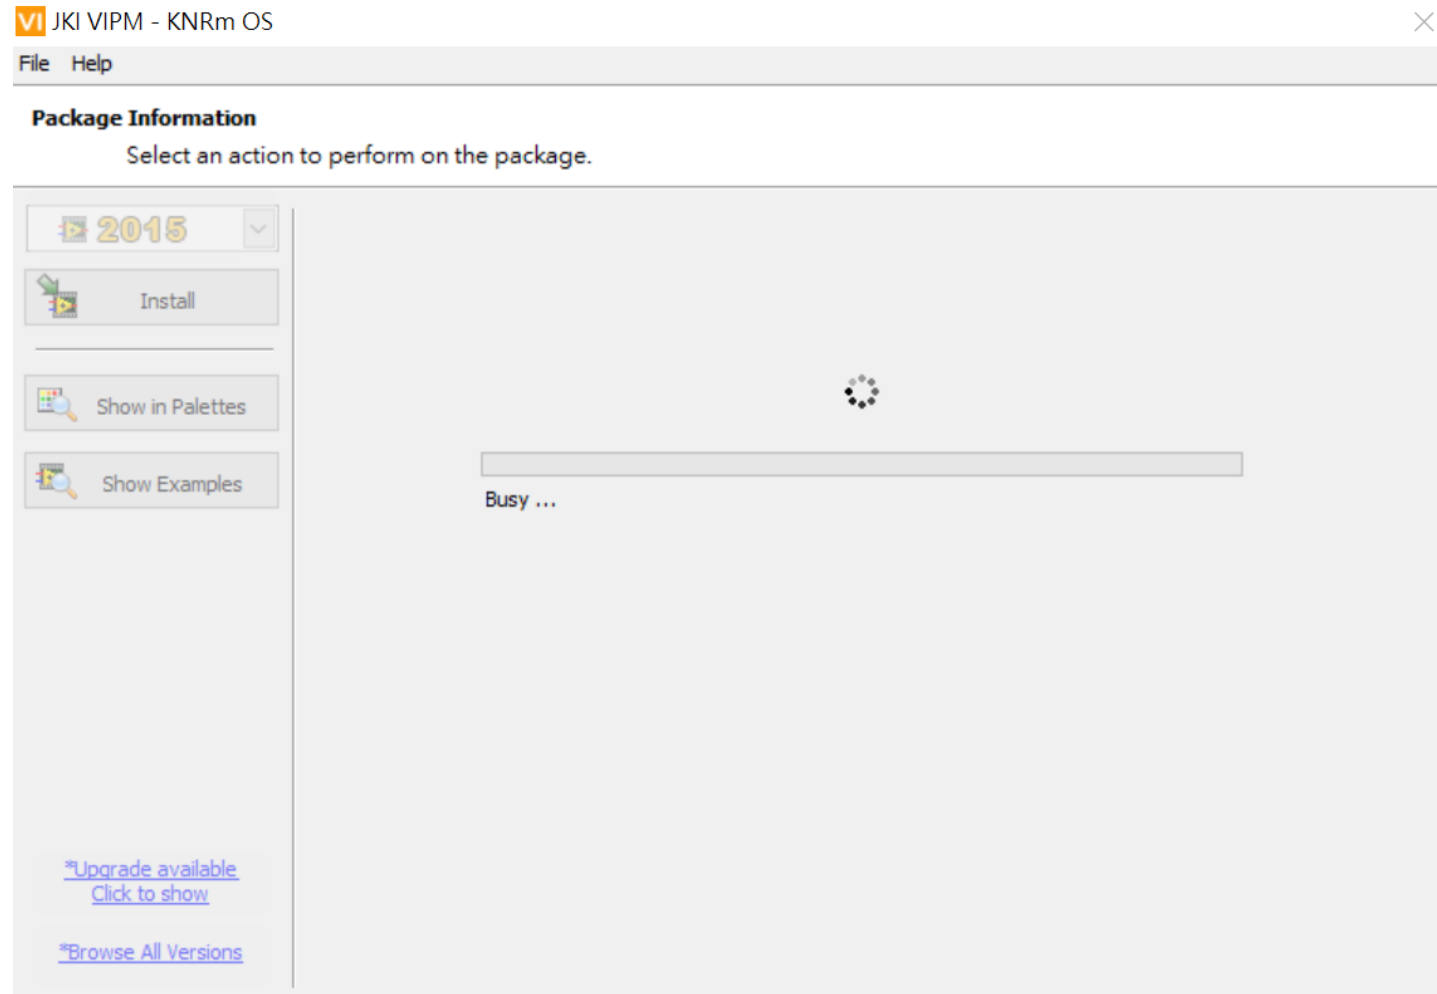 VI JKI VIPM - KNRm OS
File Help
Package Information
Select an action to perform on the package.
2015
Install
Show in Palettes
Show Examples
Busy ...
*Upgrade available
Click to show
*Browse All Versions